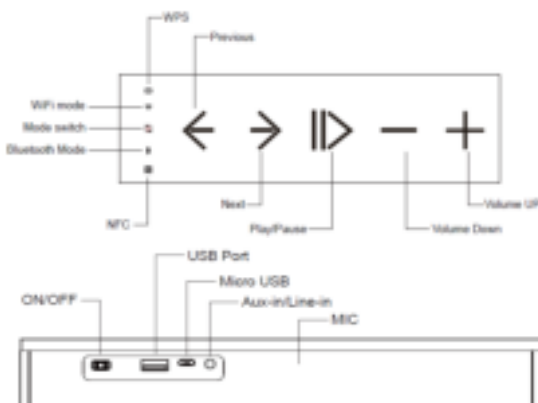 WPS
Previous
WiFi mode
Mode switch
Bluetooth Mode
Next
Volume UP
NFC
Play/Pause
Volume Down
USB Port
Micro USB
ON/OFF
Aux-in/Line-in
MIC